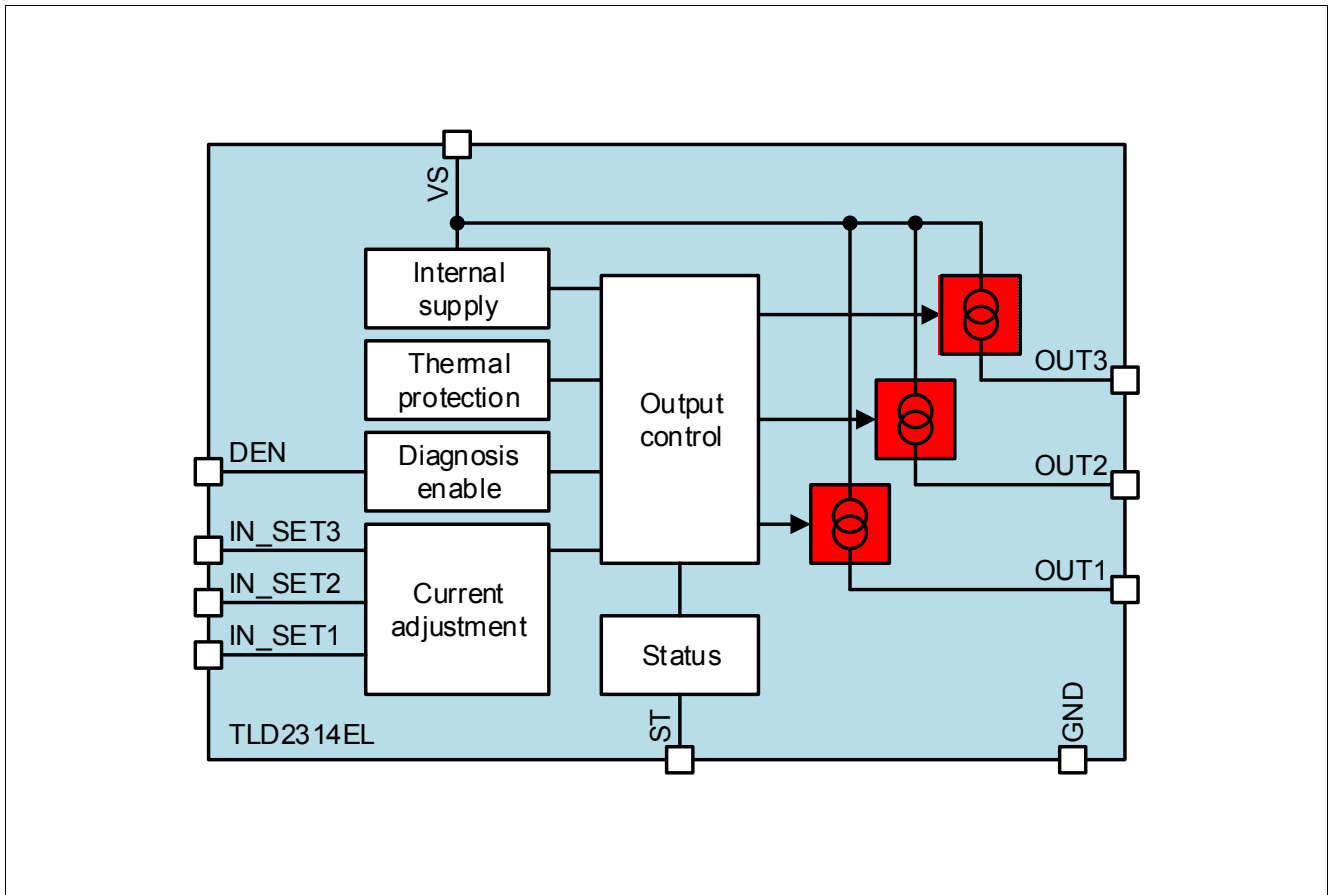 VS
Internal
supply
Thermal
protection
Output
control
OUT3
DEN
Diagnosis
enable
OUT2
IN_SET3
IN_SET2
IN_SET1
Current
adjustment
OUT1
Status
TLD2314EL
ST
GND